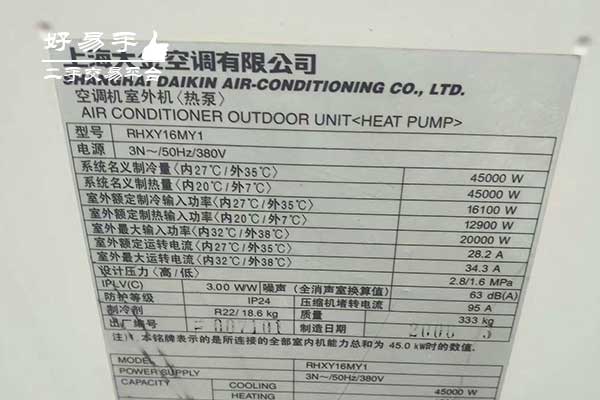 好易手
二手交易平台
上海大金空调有限公司
SHANGHAI DAIKIN AIR-CONDITIONING CO., LTD.
空调机室外机〈热泵〉
AIR CONDITIONER OUTDOOR UNIT<HEAT PUMP>
型号 RHXY16MY1
电源 3N~/50Hz/380V
系统名义制冷量〈内27℃/外35℃〉 45000 W
系统名义制热量〈内20℃/外7℃〉 45000 W
室外额定制冷输入功率〈内27℃/外35℃〉 16100 W
室外额定制热输入功率〈内20℃/外7℃〉 12900 W
室外最大输入功率〈内32℃/外38℃〉 20000 W
室外额定运转电流〈内27℃/外35℃〉 28.2 A
室外最大运转电流〈内32℃/外38℃〉 34.3 A
设计压力〈高/低〉 2.8/1.6 MPa
IPLV(C) 3.00 WW 噪声（全消声室换算值） 63 dB(A)
防护等级 IP24 压缩机堵转电流 95 A
制冷剂 R22/18.6 kg 质量 333 kg
出厂编号 制造日期
注）.本铭牌表示的是所连接的全部室内机能力总和为 45.0 kW时的数值.
MODEL RHXY16MY1
POWER SUPPLY 3N~/50Hz/380V
CAPACITY COOLING 45000 W
HEATING